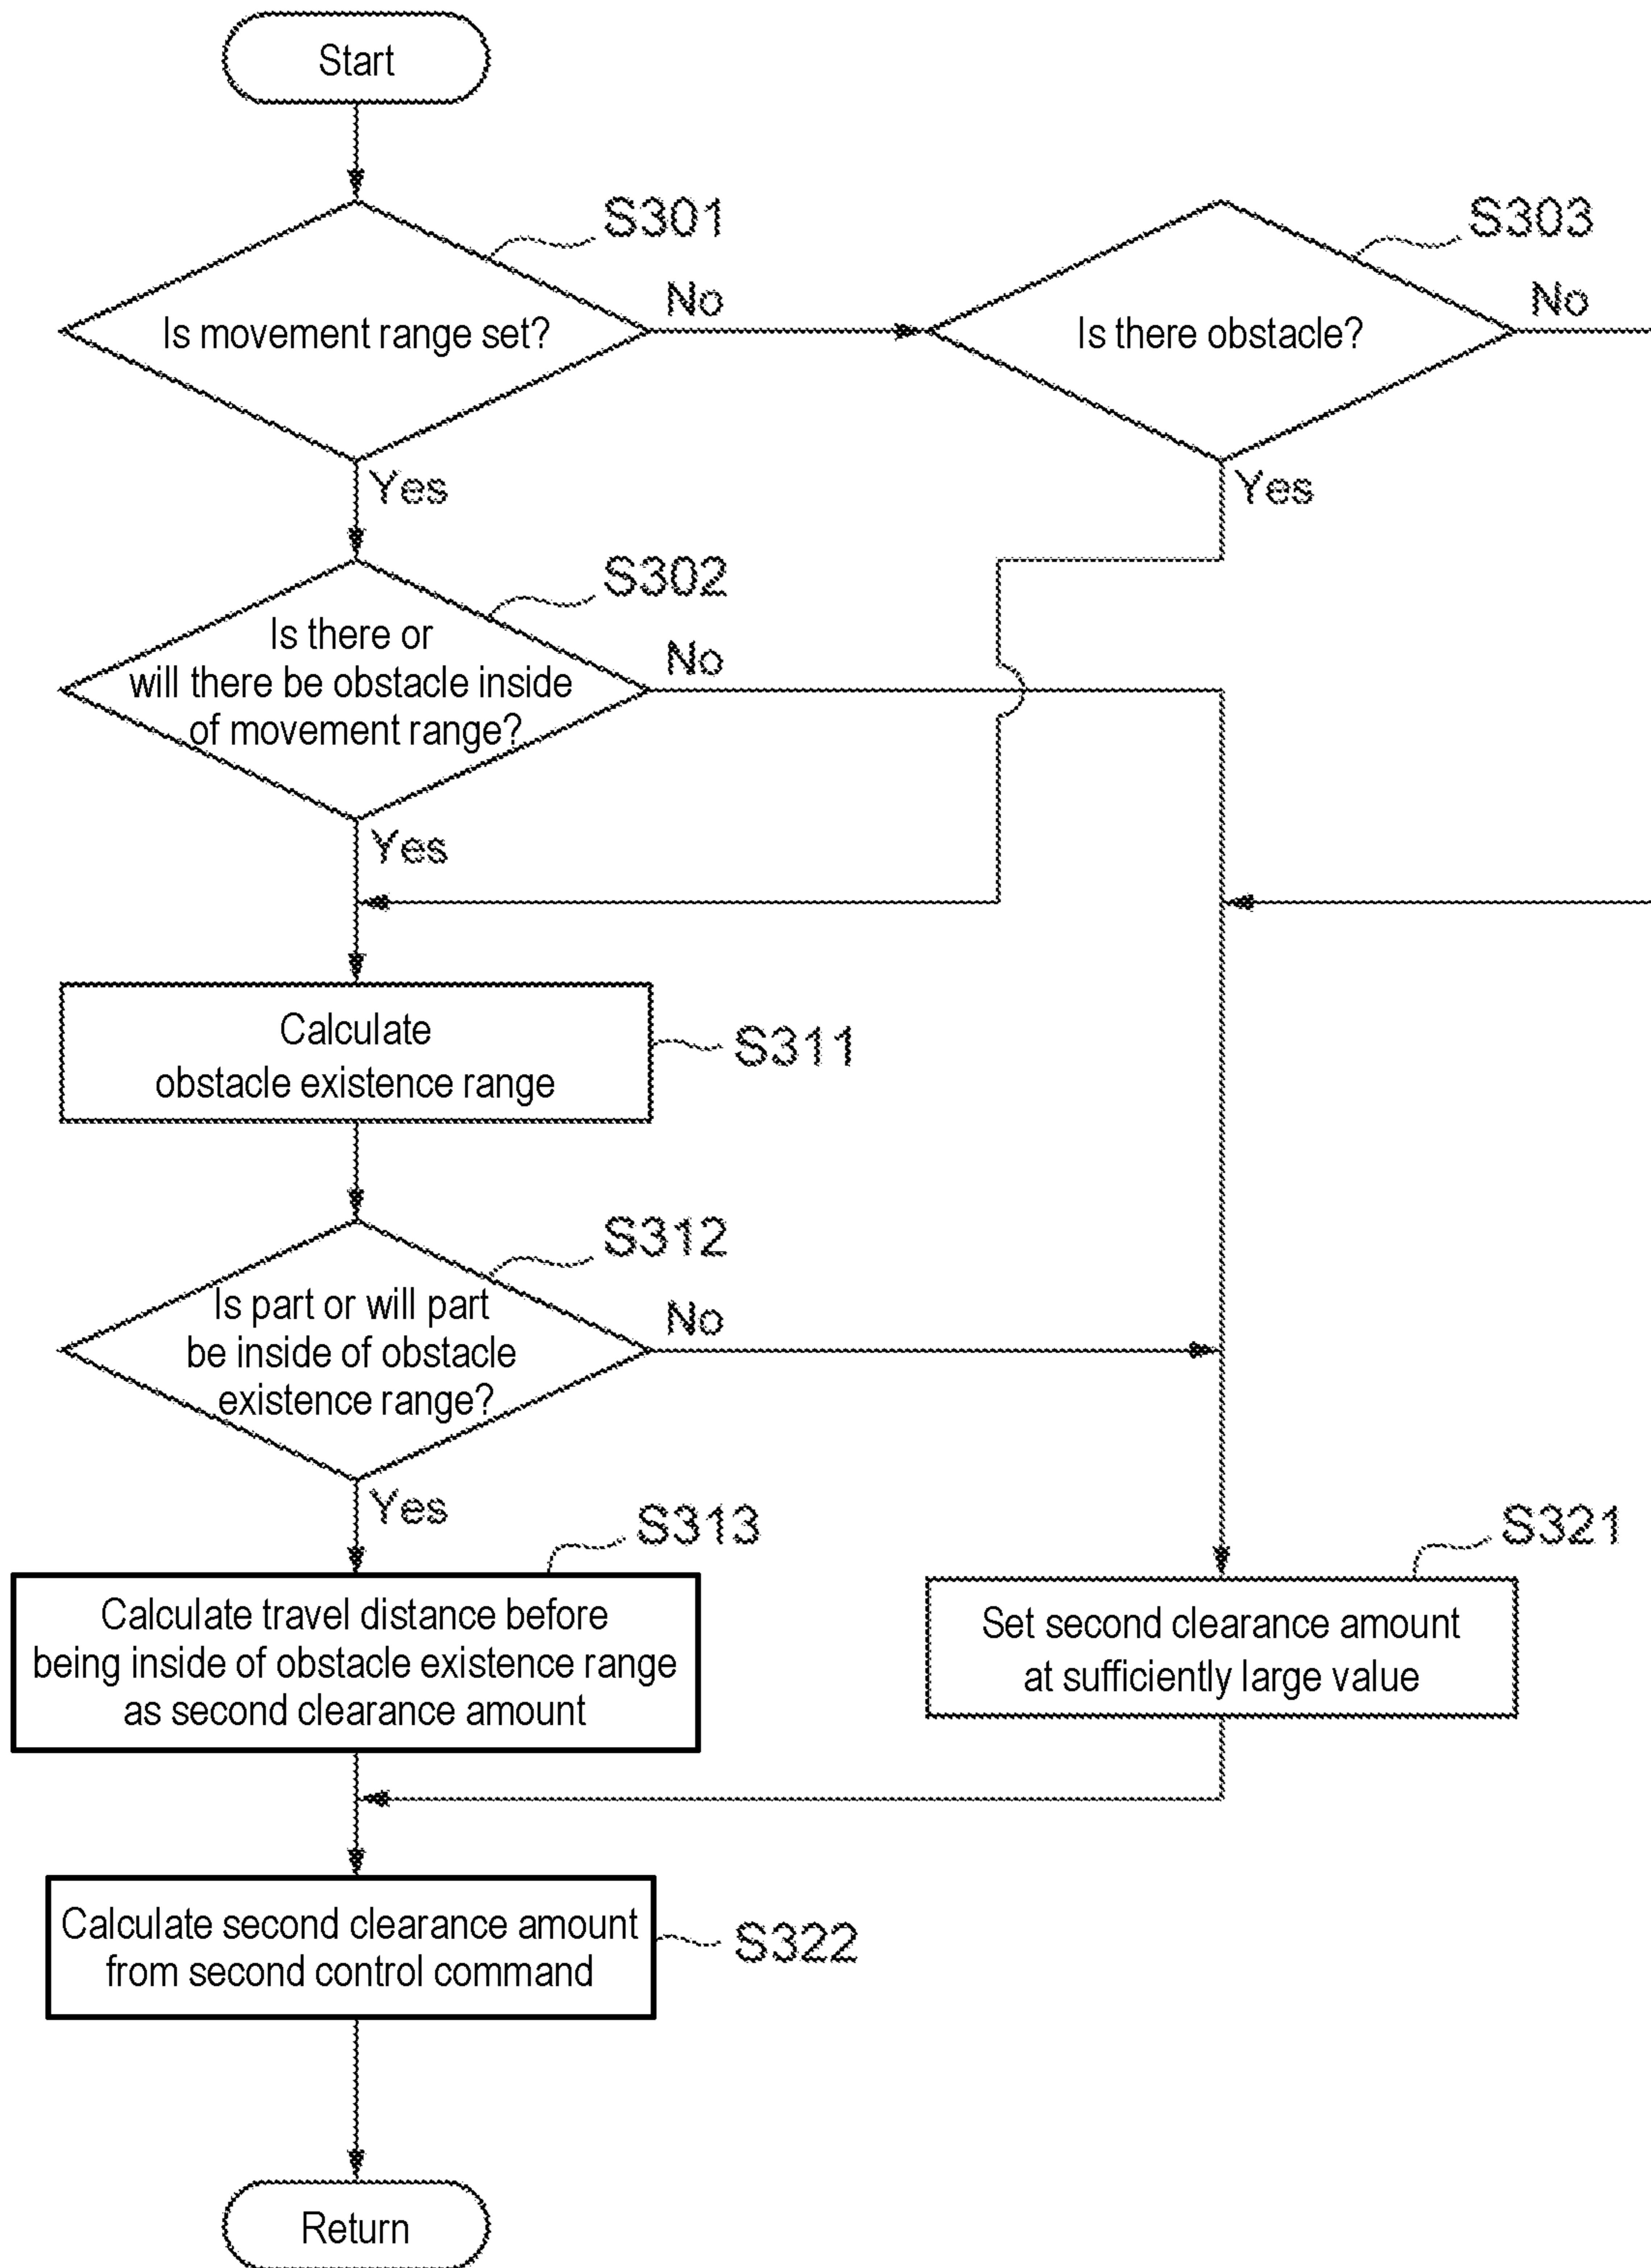 Start
S301
Is movement range set?
No
Yes
S303
Is there obstacle?
No
Yes
S302
Is there or
will there be obstacle inside
of movement range?
No
Yes
Calculate
obstacle existence range
S311
S312
Is part or will part
be inside of obstacle
existence range?
No
Yes
S313
Calculate travel distance before
being inside of obstacle existence range
as second clearance amount
S321
Set second clearance amount
at sufficiently large value
Calculate second clearance amount
from second control command
S322
Return